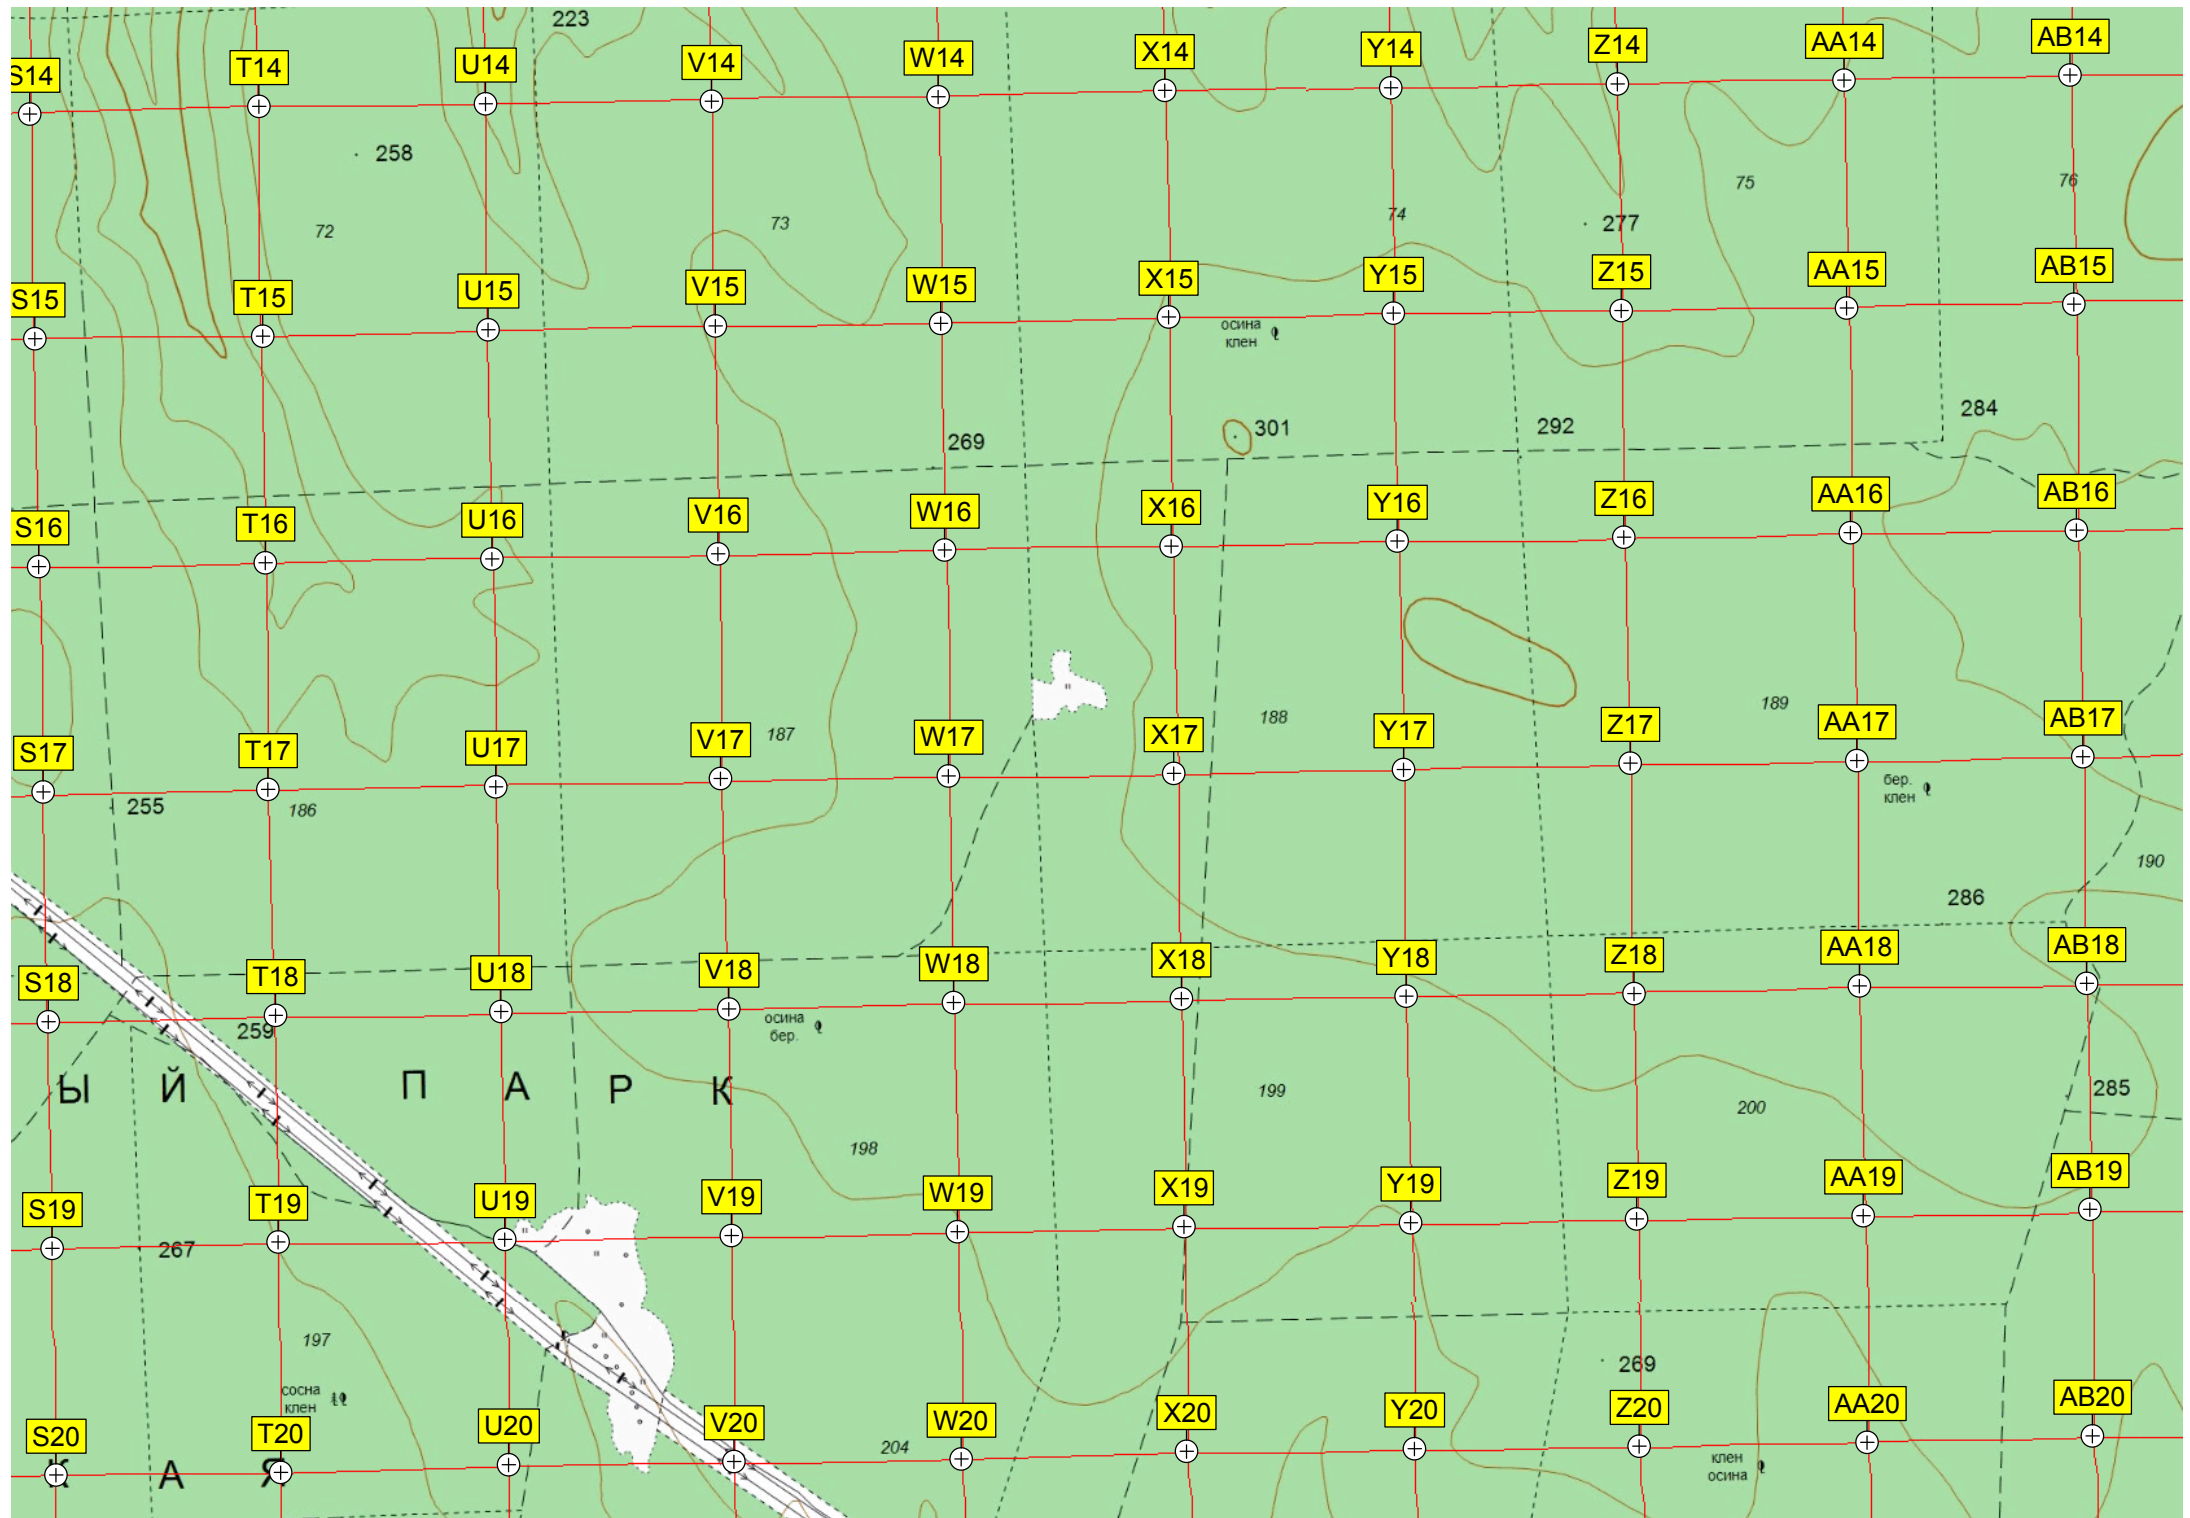 223
S14 T14 U14 V14 W14 X14 Y14 Z14 AA14 AB14
258
72 73 74 75 76
277
S15 T15 U15 V15 W15 X15 Y15 Z15 AA15 AB15
осина
клен
269 301 292 284
S16 T16 U16 V16 W16 X16 Y16 Z16 AA16 AB16
187 188 189
S17 T17 U17 V17 W17 X17 Y17 Z17 AA17 AB17
255 186
бер.
клен
190
286
S18 T18 U18 V18 W18 X18 Y18 Z18 AA18 AB18
259
осина
бер.
Ы Й П А Р К
198 199 200 285
S19 T19 U19 V19 W19 X19 Y19 Z19 AA19 AB19
267
197
269
сосна
клен
S20 T20 U20 V20 W20 X20 Y20 Z20 AA20 AB20
204
клен
осина
К А Я